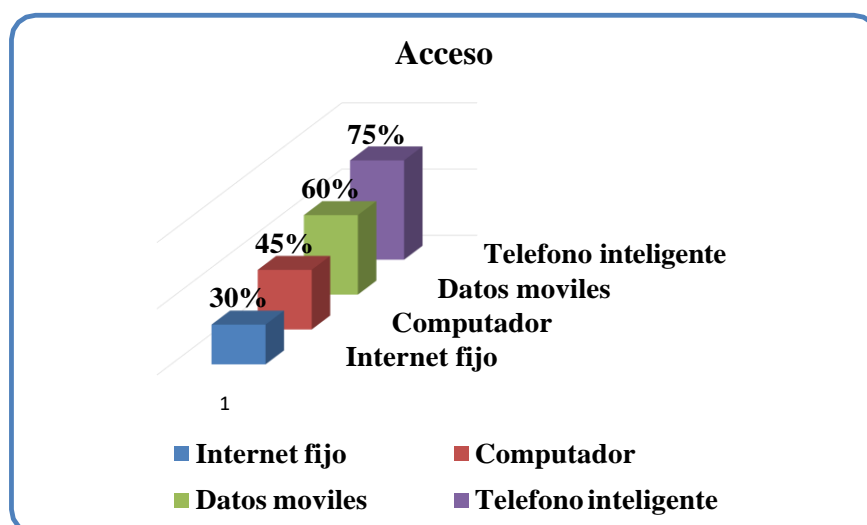 Acceso
75%
60%
45%
30%
Telefono inteligente
Datos moviles
Computador
Internet fijo
1
Internet fijo
Computador
Datos moviles
Telefono inteligente